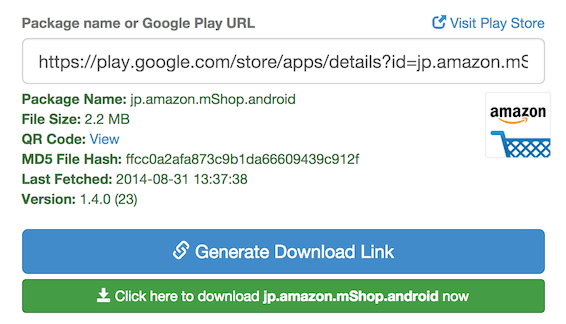 Package name or Google Play URL Visit Play Store
https://play.google.com/store/apps/details?id=jp.amazon.mS
Package Name: jp.amazon.mShop.android
File Size: 2.2 MB
QR Code: View
MD5 File Hash: ffcc0a2afa873c9b1da66609439c912f
Last Fetched: 2014-08-31 13:37:38
Version: 1.4.0 (23)
amazon
Generate Download Link
Click here to download jp.amazon.mShop.android now